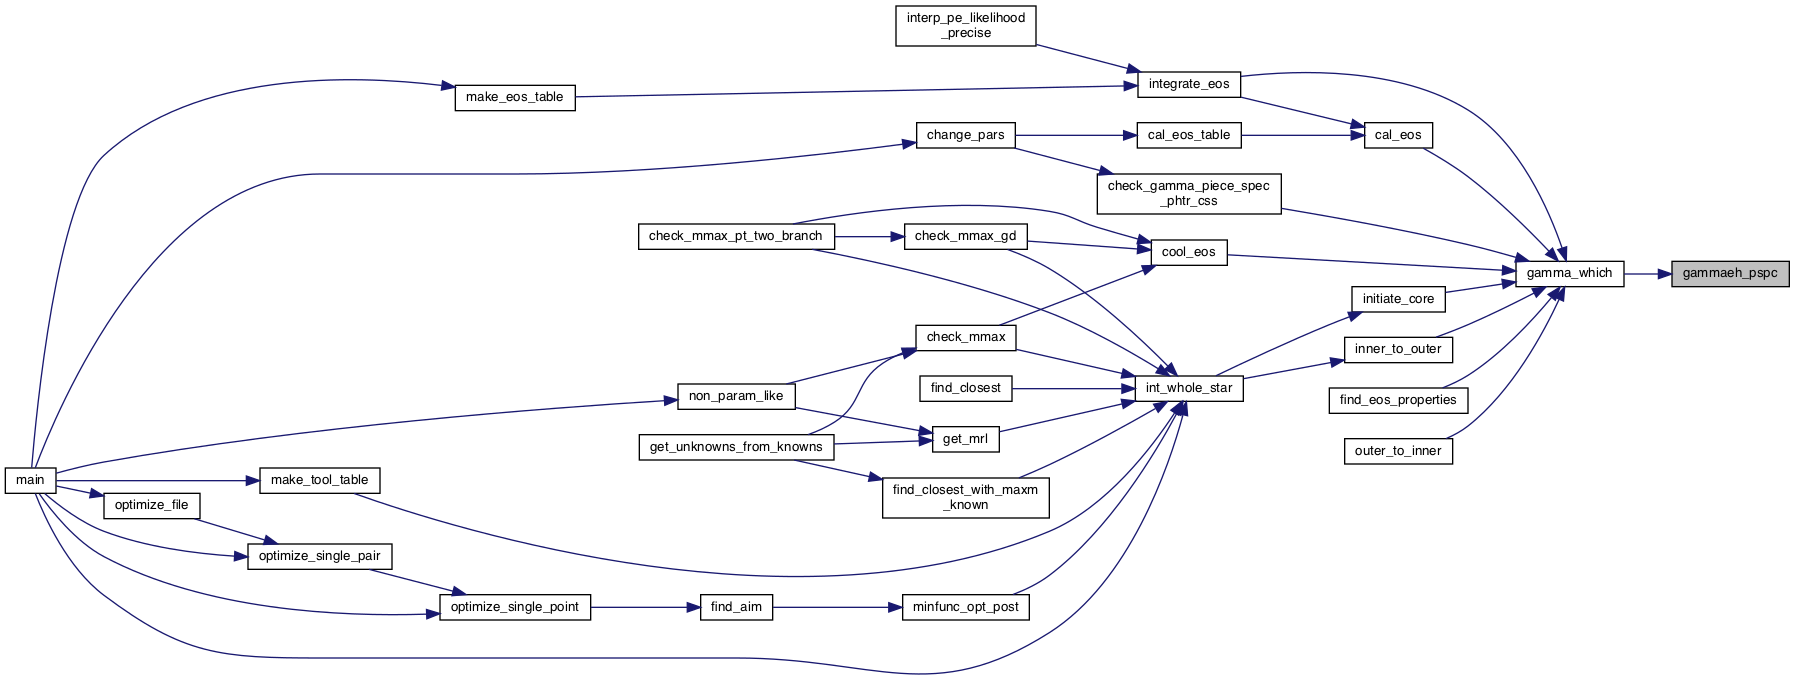 interp_pe_likelihood
_precise
integrate_eos
make_eos_table
change_pars
cal_eos_table
cal_eos
check_gamma_piece_spec
_phtr_css
check_mmax_pt_two_branch
check_mmax_gd
cool_eos
gamma_which
gammaeh_pspc
initiate_core
check_mmax
inner_to_outer
find_closest
int_whole_star
non_param_like
find_eos_properties
get_unknowns_from_knowns
get_mrl
outer_to_inner
main
make_tool_table
find_closest_with_maxm
_known
optimize_file
optimize_single_pair
optimize_single_point
find_aim
minfunc_opt_post